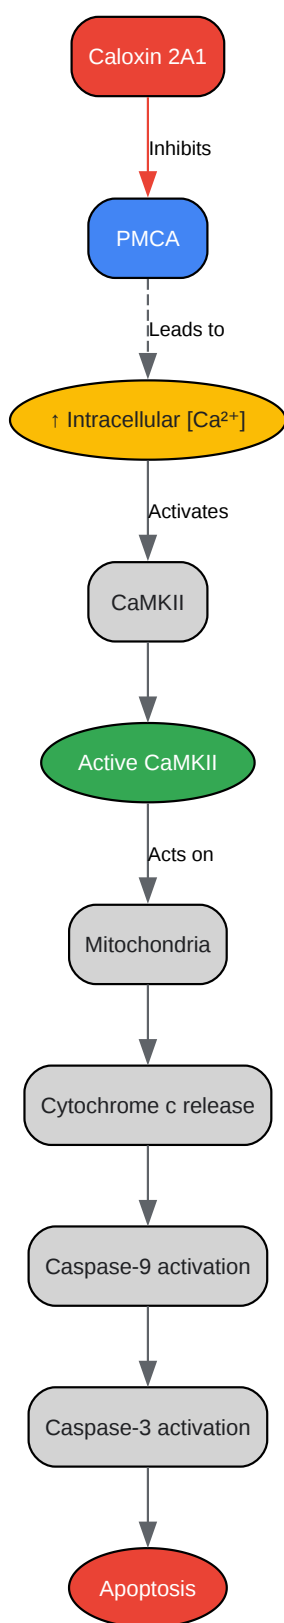 Caloxin 2A1
Inhibits
PMCA
Leads to
↑ Intracellular [Ca²⁺]
Activates
CaMKII
Active CaMKII
Acts on
Mitochondria
Cytochrome c release
Caspase-9 activation
Caspase-3 activation
Apoptosis